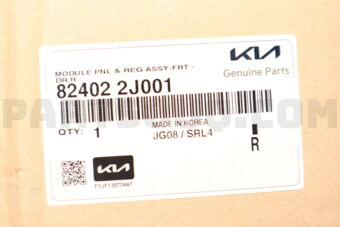 MODULE PNL & REG ASSY-FRT -
DR,R
82402 2J001
QTY: 1
MADE IN KOREA
JG08 / SRL4
R
KIA
Genuine Parts
KIA
FYJF13570447